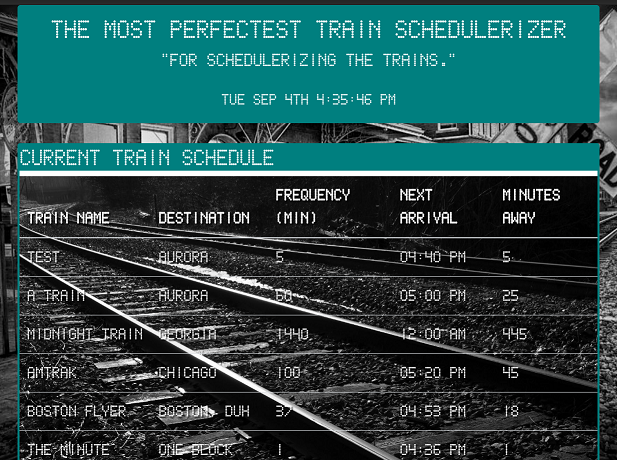 THE MOST PERFECTEST TRAIN SCHEDULERIZER
"FOR SCHEDULERIZING THE TRAINS."
TUE SEP 4TH 4:35:46 PM
CURRENT TRAIN SCHEDULE
TRAIN NAME DESTINATION FREQUENCY (MIN) NEXT ARRIVAL MINUTES AWAY
TEST AURORA 5 04:40 PM 5
A TRAIN AURORA 60 05:00 PM 25
MIDNIGHT TRAIN GEORGIA 1440 12:00 AM 445
AMTRAK CHICAGO 100 05:20 PM 45
BOSTON FLYER BOSTON, DUH 37 04:53 PM 18
THE MINUTE ONE BLOCK 1 04:36 PM 1